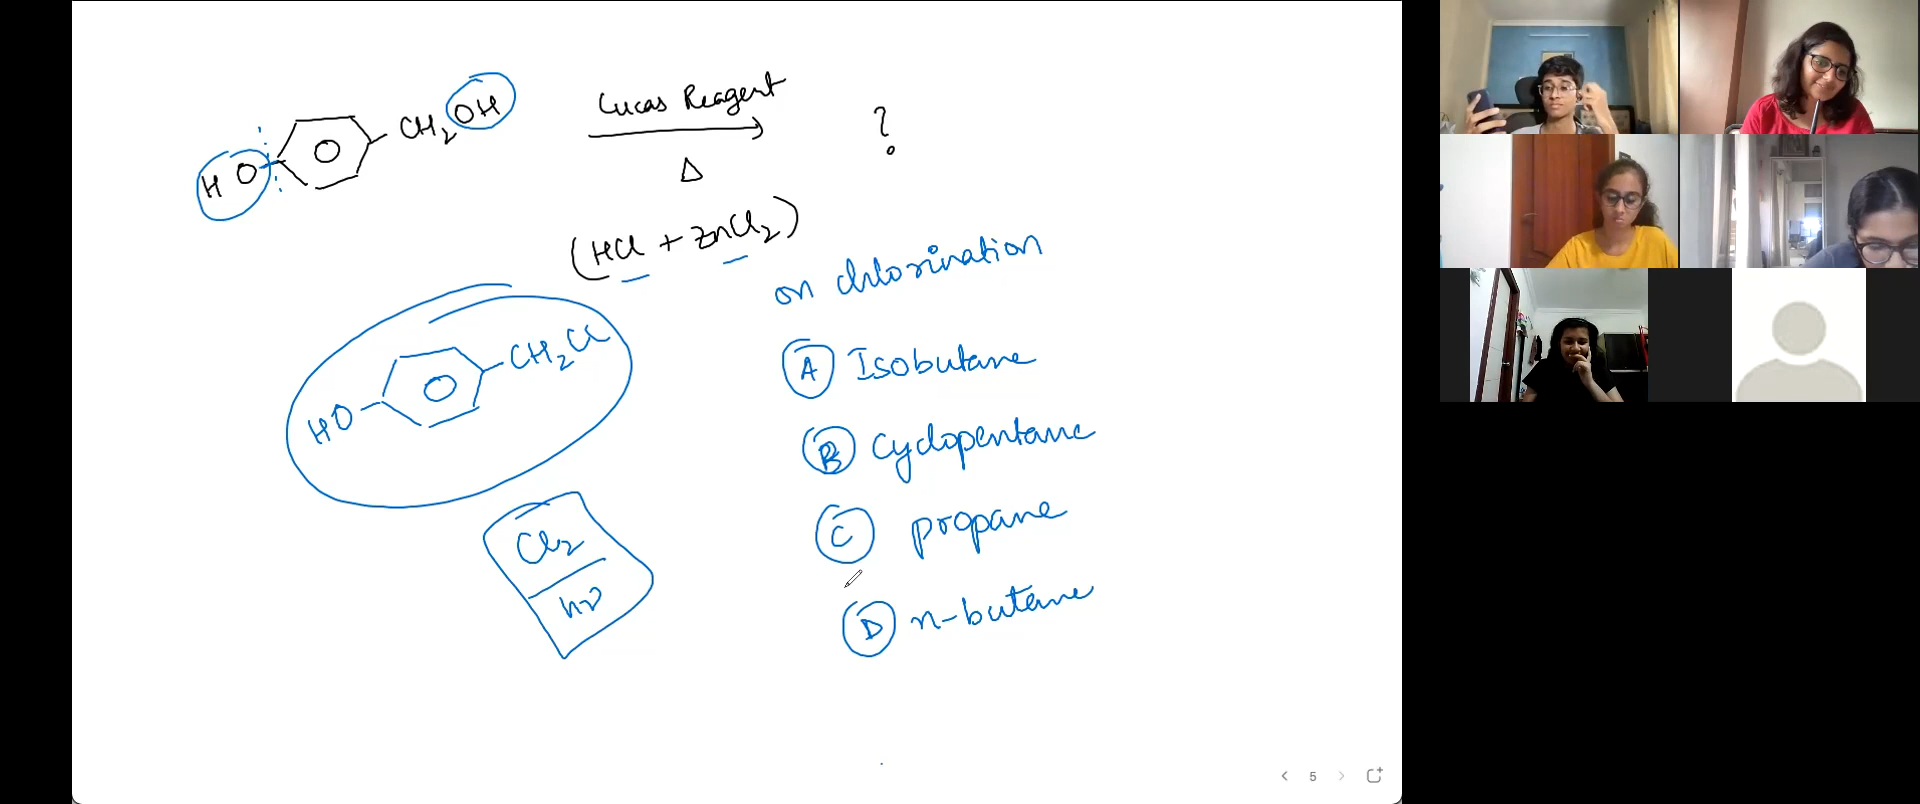 HO CH2OH
Lucas Reagent
Δ
?
(HCl + ZnCl2)
on chlorination
HO CH2Cl
A Isobutane
B Cyclopentane
C propane
Cl2
hν
D n-butane
5